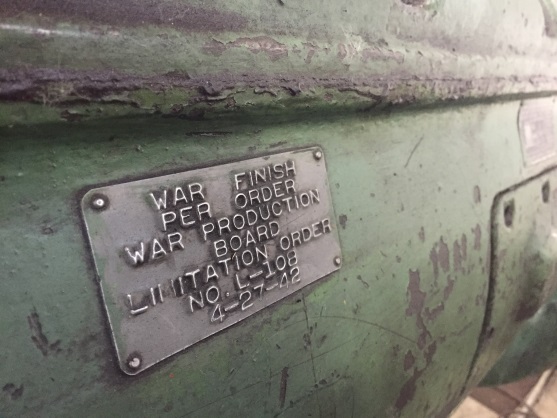 WAR FINISH
PER ORDER
WAR PRODUCTION
BOARD
LIMITATION ORDER
NO. L-108
4-27-42